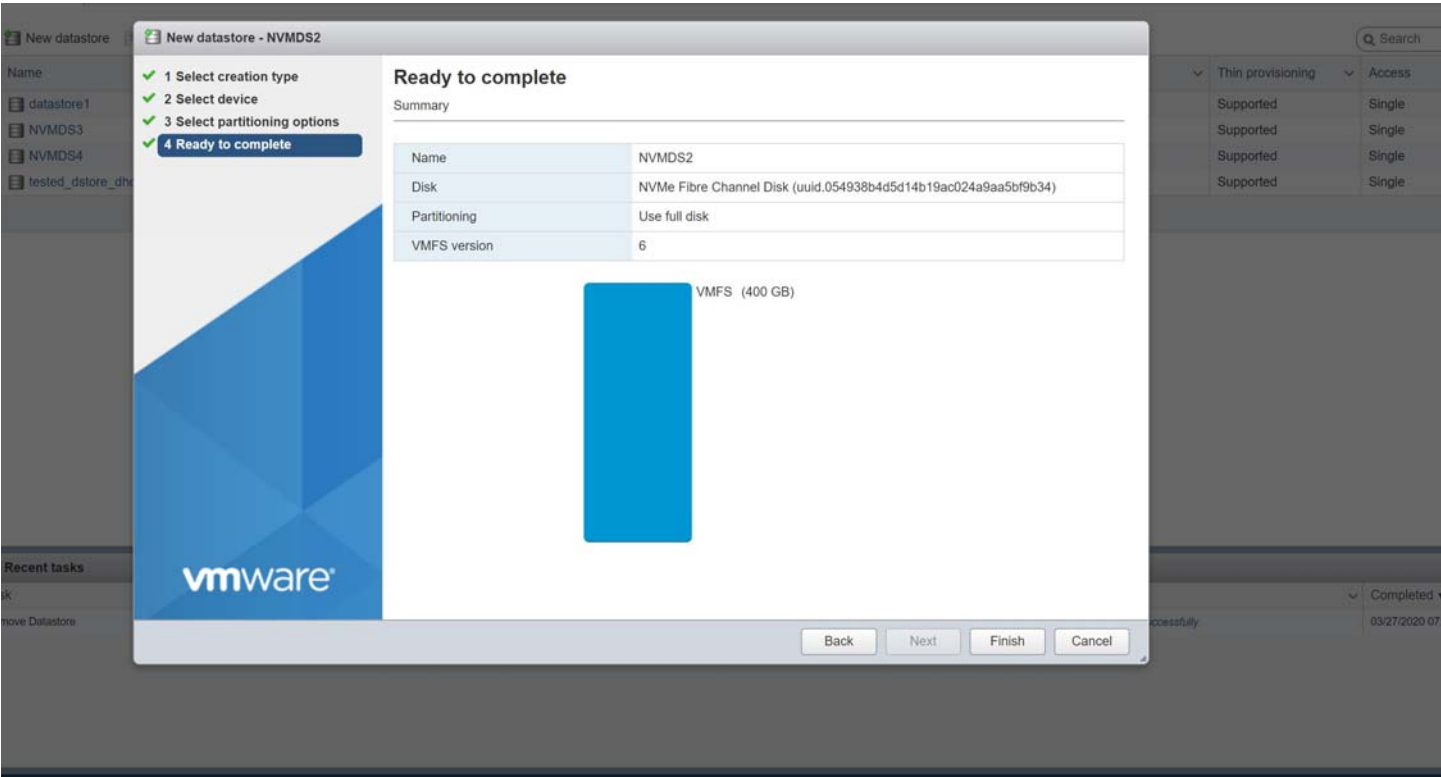 New datastore
Search
Name
Thin provisioning
Access
datastore1
Supported
Single
NVMDS3
Supported
Single
NVMDS4
Supported
Single
Supported
Single
New datastore - NVMDS2
1 Select creation type
2 Select device
3 Select partitioning options
4 Ready to complete
vmware®
Ready to complete
Summary
Name NVMDS2
Disk NVMe Fibre Channel Disk (uuid.054938b4d5d14b19ac024a9aa5bf9b34)
Partitioning Use full disk
VMFS version 6
VMFS (400 GB)
Back
Next
Finish
Cancel
Recent tasks
Completed
move Datastore
03/27/2020 07